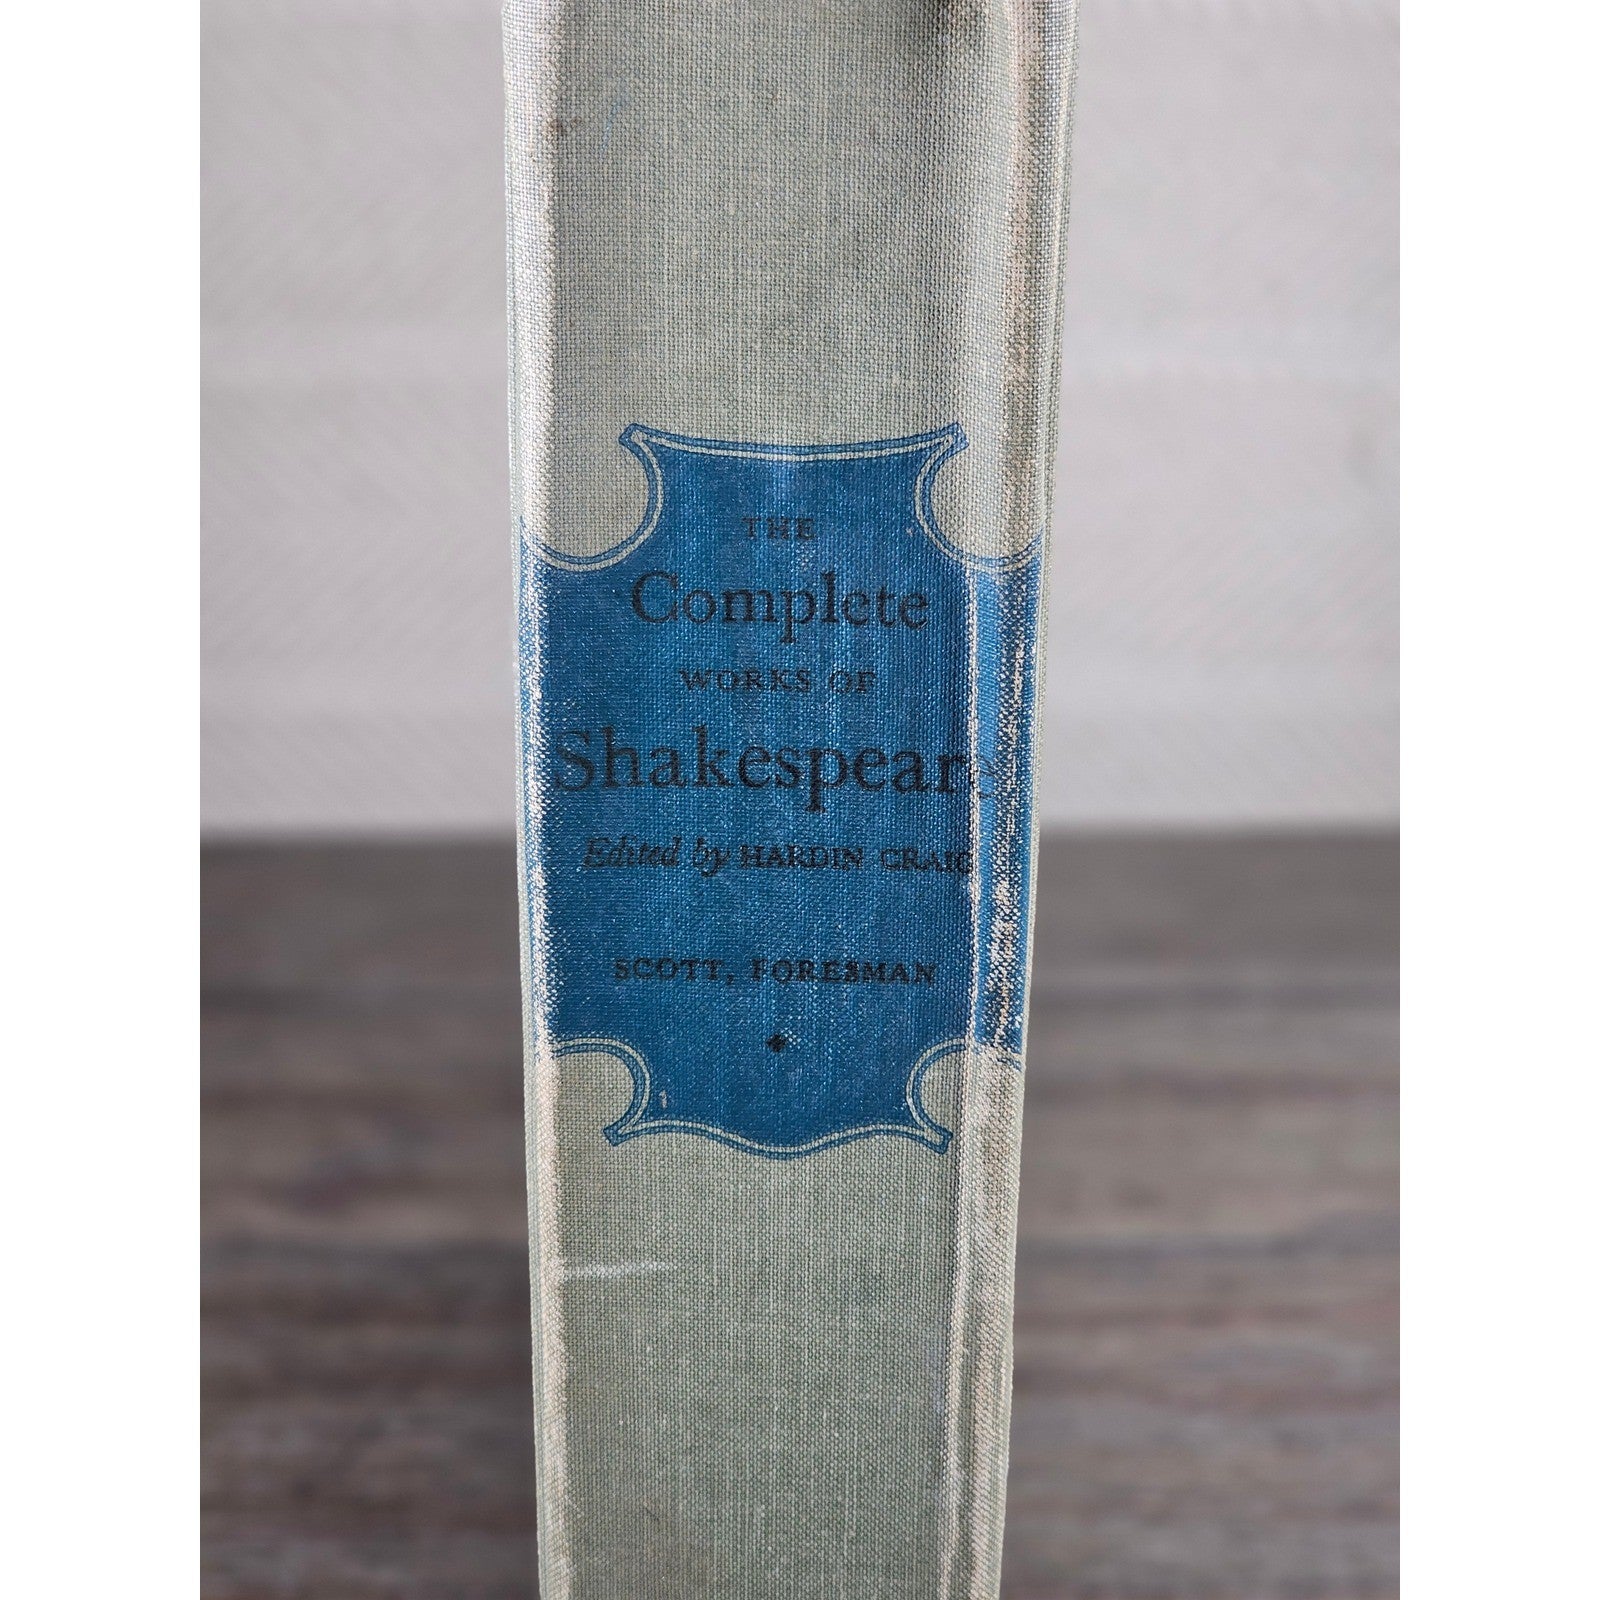 THE
Complete
WORKS OF
Shakespeare
Edited by HARDIN CRAIG
SCOTT, FORESMAN